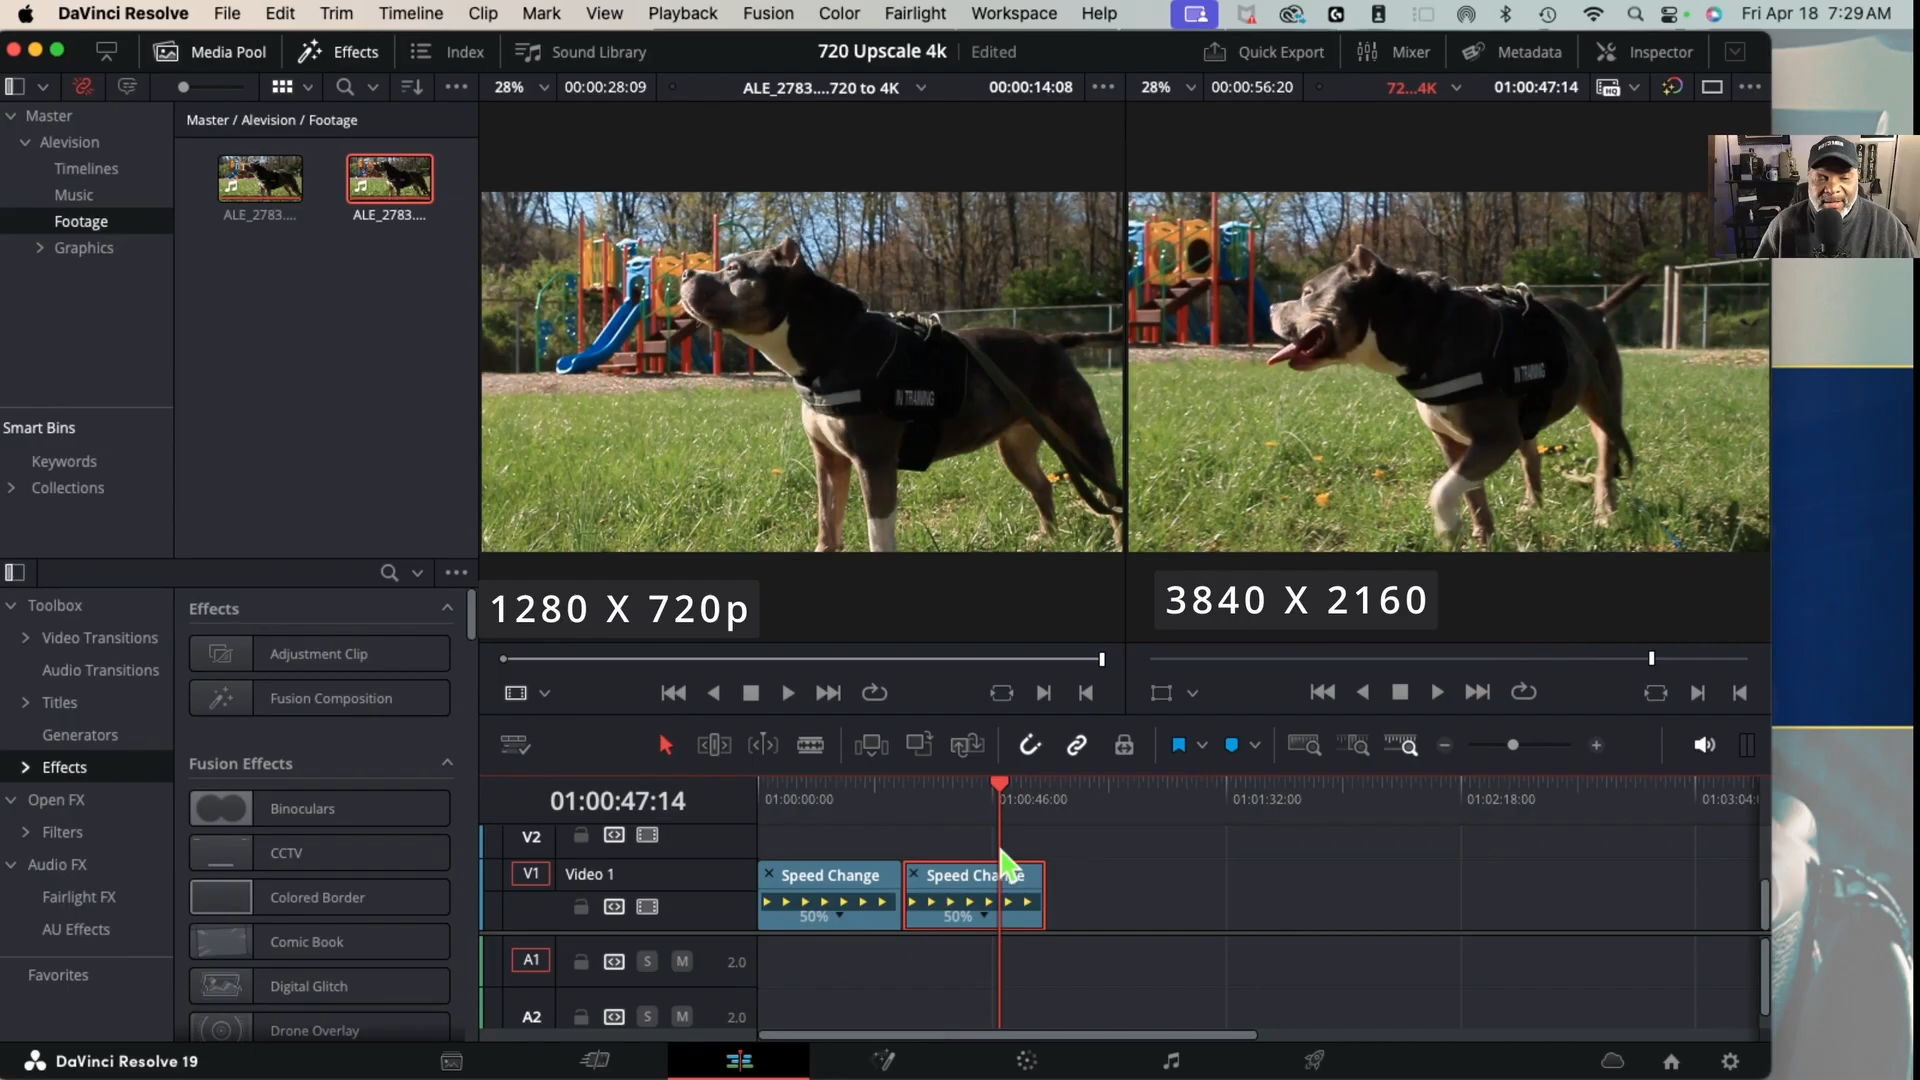 DaVinci Resolve File Edit Trim Timeline Clip Mark View Playback Fusion Color Fairlight Workspace Help Fri Apr 18 7:29 AM
Media Pool Effects Index Sound Library 720 Upscale 4k Edited Quick Export Mixer Metadata Inspector
28% 00:00:28:09 ALE_2783....720 to 4K 00:00:14:08 28% 00:00:56:20 72...4K 01:00:47:14
Master
Master / Alevision / Footage
Alevision
Timelines
Music
Footage
Graphics
ALE_2783.... ALE_2783....
IN TRAINING
IN TRAINING
Smart Bins
Keywords
Collections
1280 X 720p
3840 X 2160
Toolbox
Video Transitions
Audio Transitions
Titles
Generators
Effects
Open FX
Filters
Audio FX
Fairlight FX
AU Effects
Favorites
Effects
Adjustment Clip
Fusion Composition
Fusion Effects
Binoculars
CCTV
Colored Border
Comic Book
Digital Glitch
Drone Overlay
01:00:47:14
01:00:00:00 01:00:46:00 01:01:32:00 01:02:18:00 01:03:04:
V2
V1 Video 1
Speed Change Speed Change
50% 50%
A1 S M 2.0
A2 S M 2.0
DaVinci Resolve 19